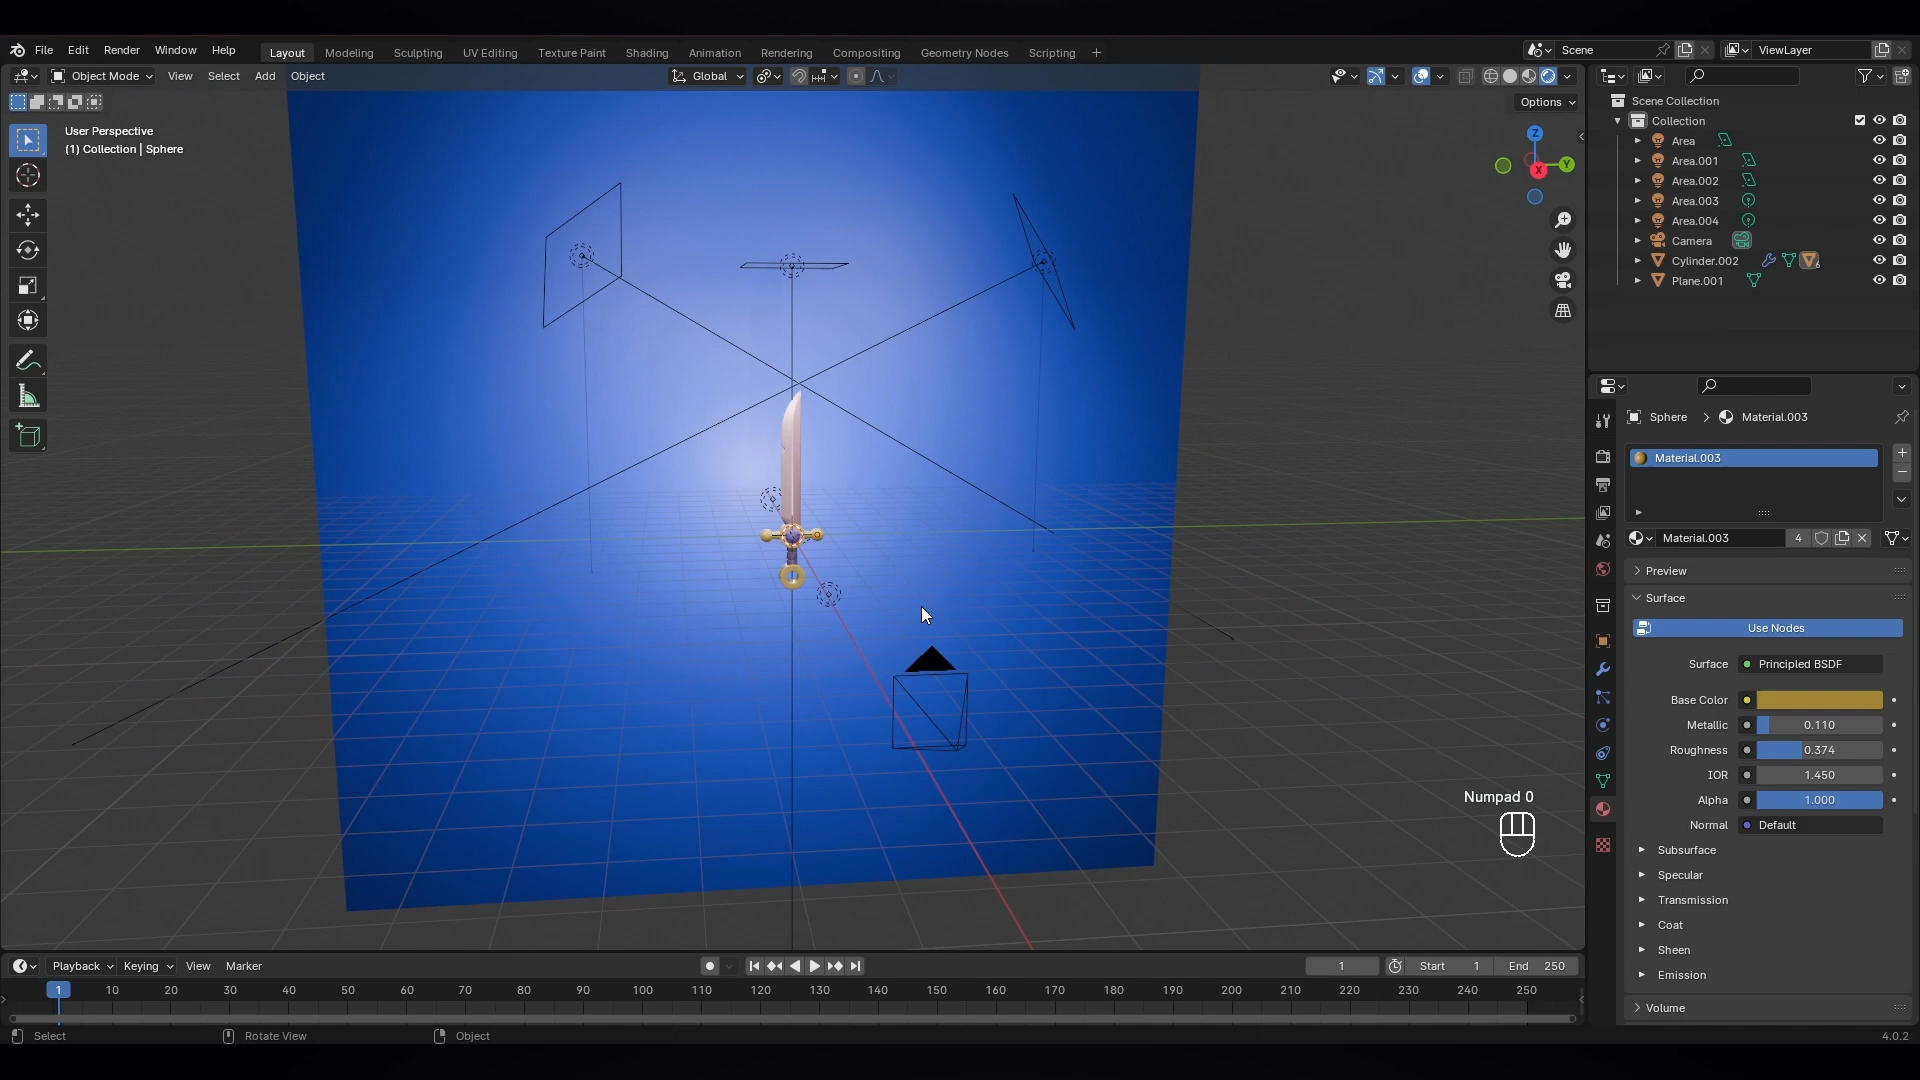 File Edit Render Window Help Layout Modeling Sculpting UV Editing Texture Paint Shading Animation Rendering Compositing Geometry Nodes Scripting + Scene ViewLayer
Object Mode View Select Add Object Global
Options
User Perspective
(1) Collection | Sphere
Z
Y
X
Numpad 0
Scene Collection
Collection
Area
Area.001
Area.002
Area.003
Area.004
Camera
Cylinder.002 6
Plane.001
Sphere > Material.003
Material.003
Material.003 4
Preview
Surface
Use Nodes
Surface Principled BSDF
Base Color
Metallic 0.110
Roughness 0.374
IOR 1.450
Alpha 1.000
Normal Default
Subsurface
Specular
Transmission
Coat
Sheen
Emission
Volume
Playback Keying View Marker 1 Start 1 End 250
1 10 20 30 40 50 60 70 80 90 100 110 120 130 140 150 160 170 180 190 200 210 220 230 240 250
Select Rotate View Object 4.0.2